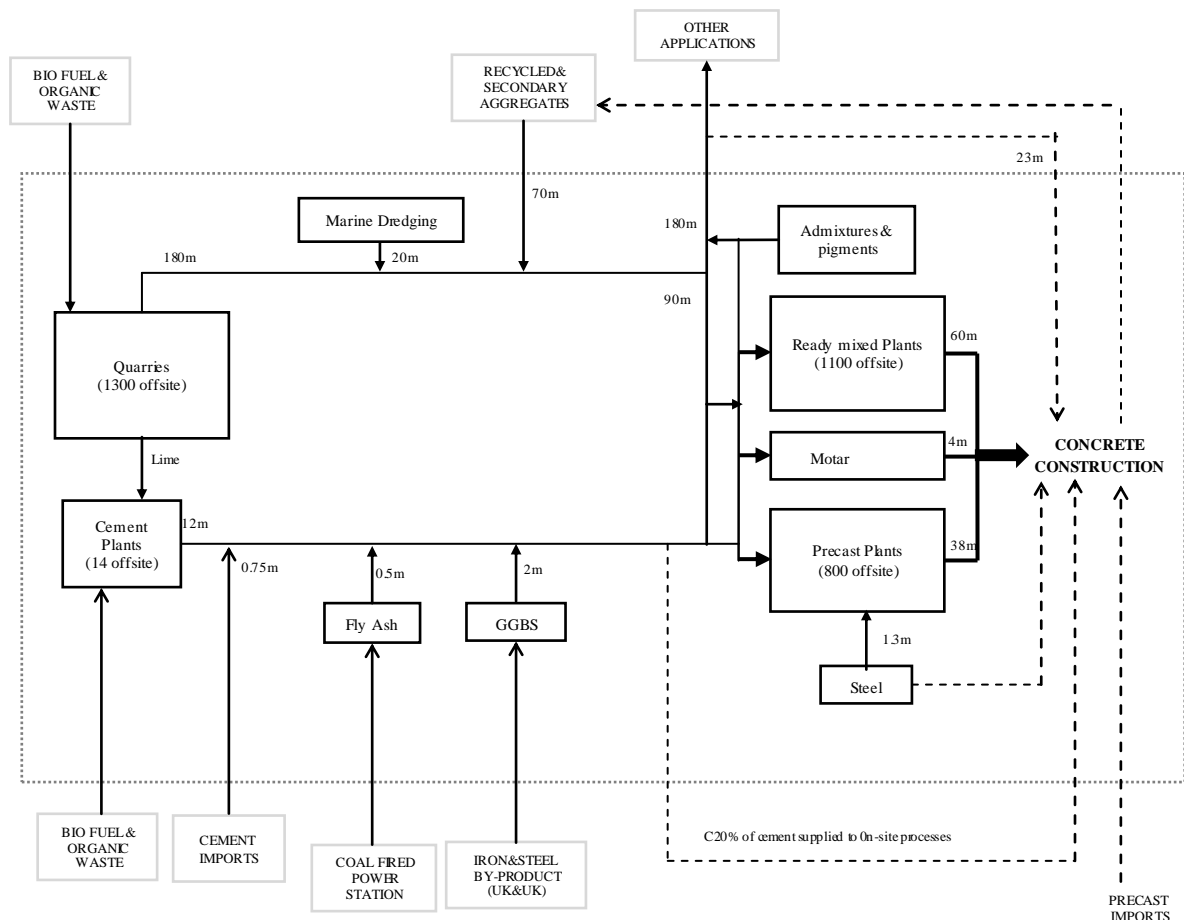 OTHER
APPLICATIONS
BIO FUEL &
ORGANIC
WASTE
RECYCLED &
SECONDARY
AGGREGATES
23m
70m
Marine Dredging
180m
Admixtures &
pigments
180m
20m
90m
Quarries
(1300 offsite)
Ready mixed Plants
(1100 offsite)
60m
Lime
Motar
4m
CONCRETE
CONSTRUCTION
Cement
Plants
(14 offsite)
12m
0.75m
0.5m
2m
Precast Plants
(800 offsite)
38m
Fly Ash
GGBS
1.3m
Steel
BIO FUEL &
ORGANIC
WASTE
CEMENT
IMPORTS
COAL FIRED
POWER
STATION
IRON&STEEL
BY-PRODUCT
(UK&UK)
C20% of cement supplied to 0n-site processes
PRECAST
IMPORTS